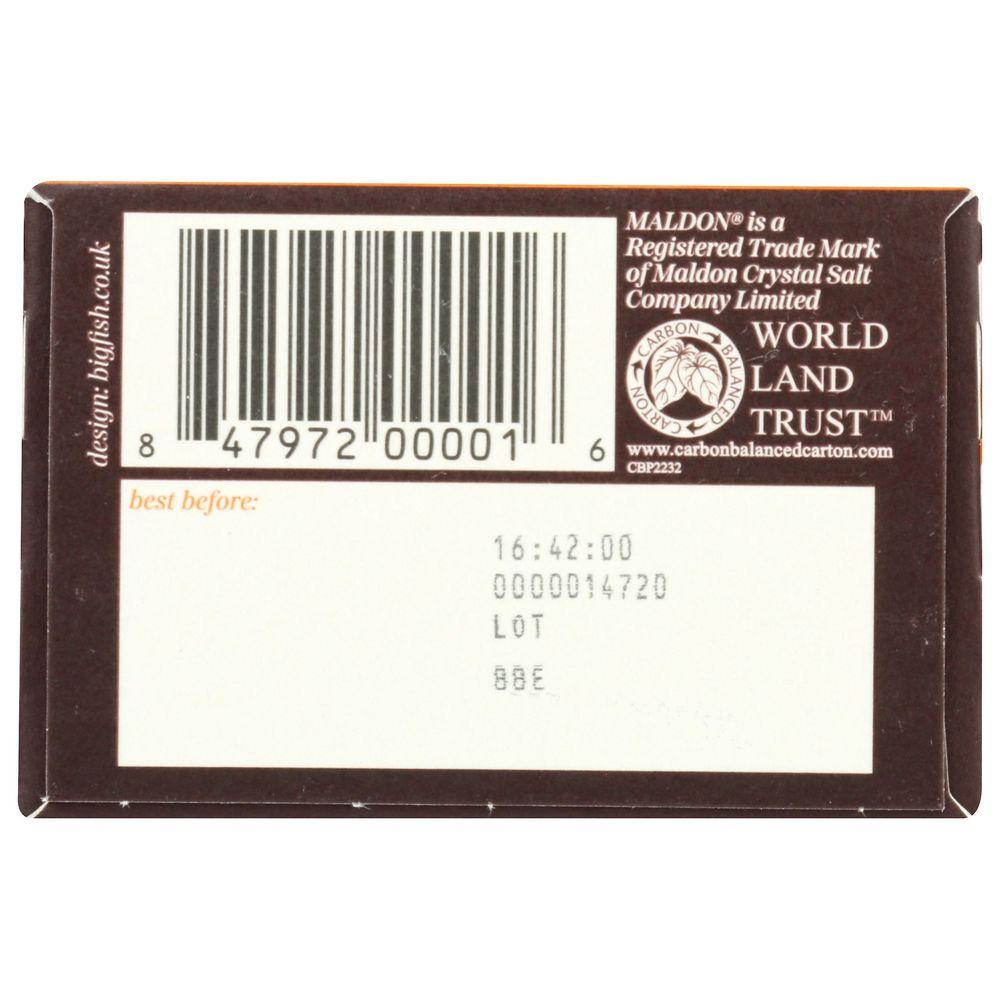 design: bigfish.co.uk
8 47972 00001 6
MALDON® is a
Registered Trade Mark
of Maldon Crystal Salt
Company Limited
CARBON BALANCED CARTON
WORLD
LAND
TRUST™
www.carbonbalancedcarton.com
CBP2232
best before:
16:42:00
0000014720
LOT
BBE